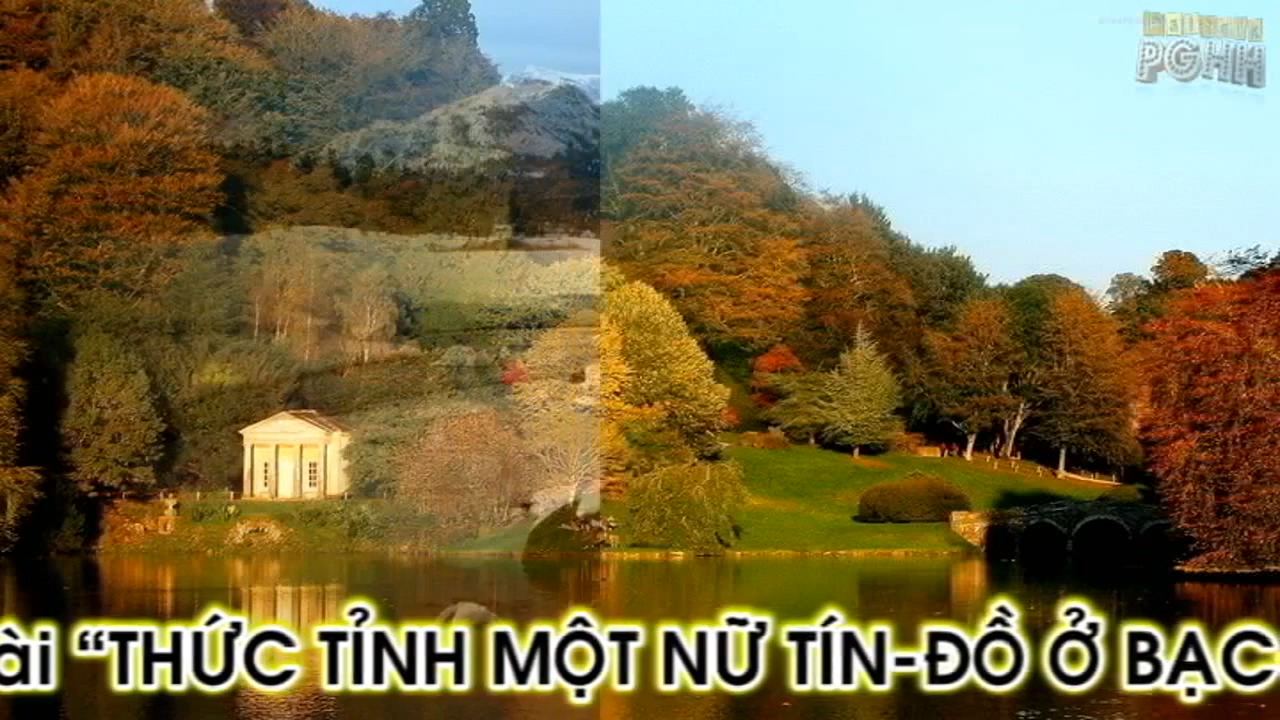 PGHH
ài “THỨC TỈNH MỘT NỮ TÍN-ĐỒ Ở BẠC